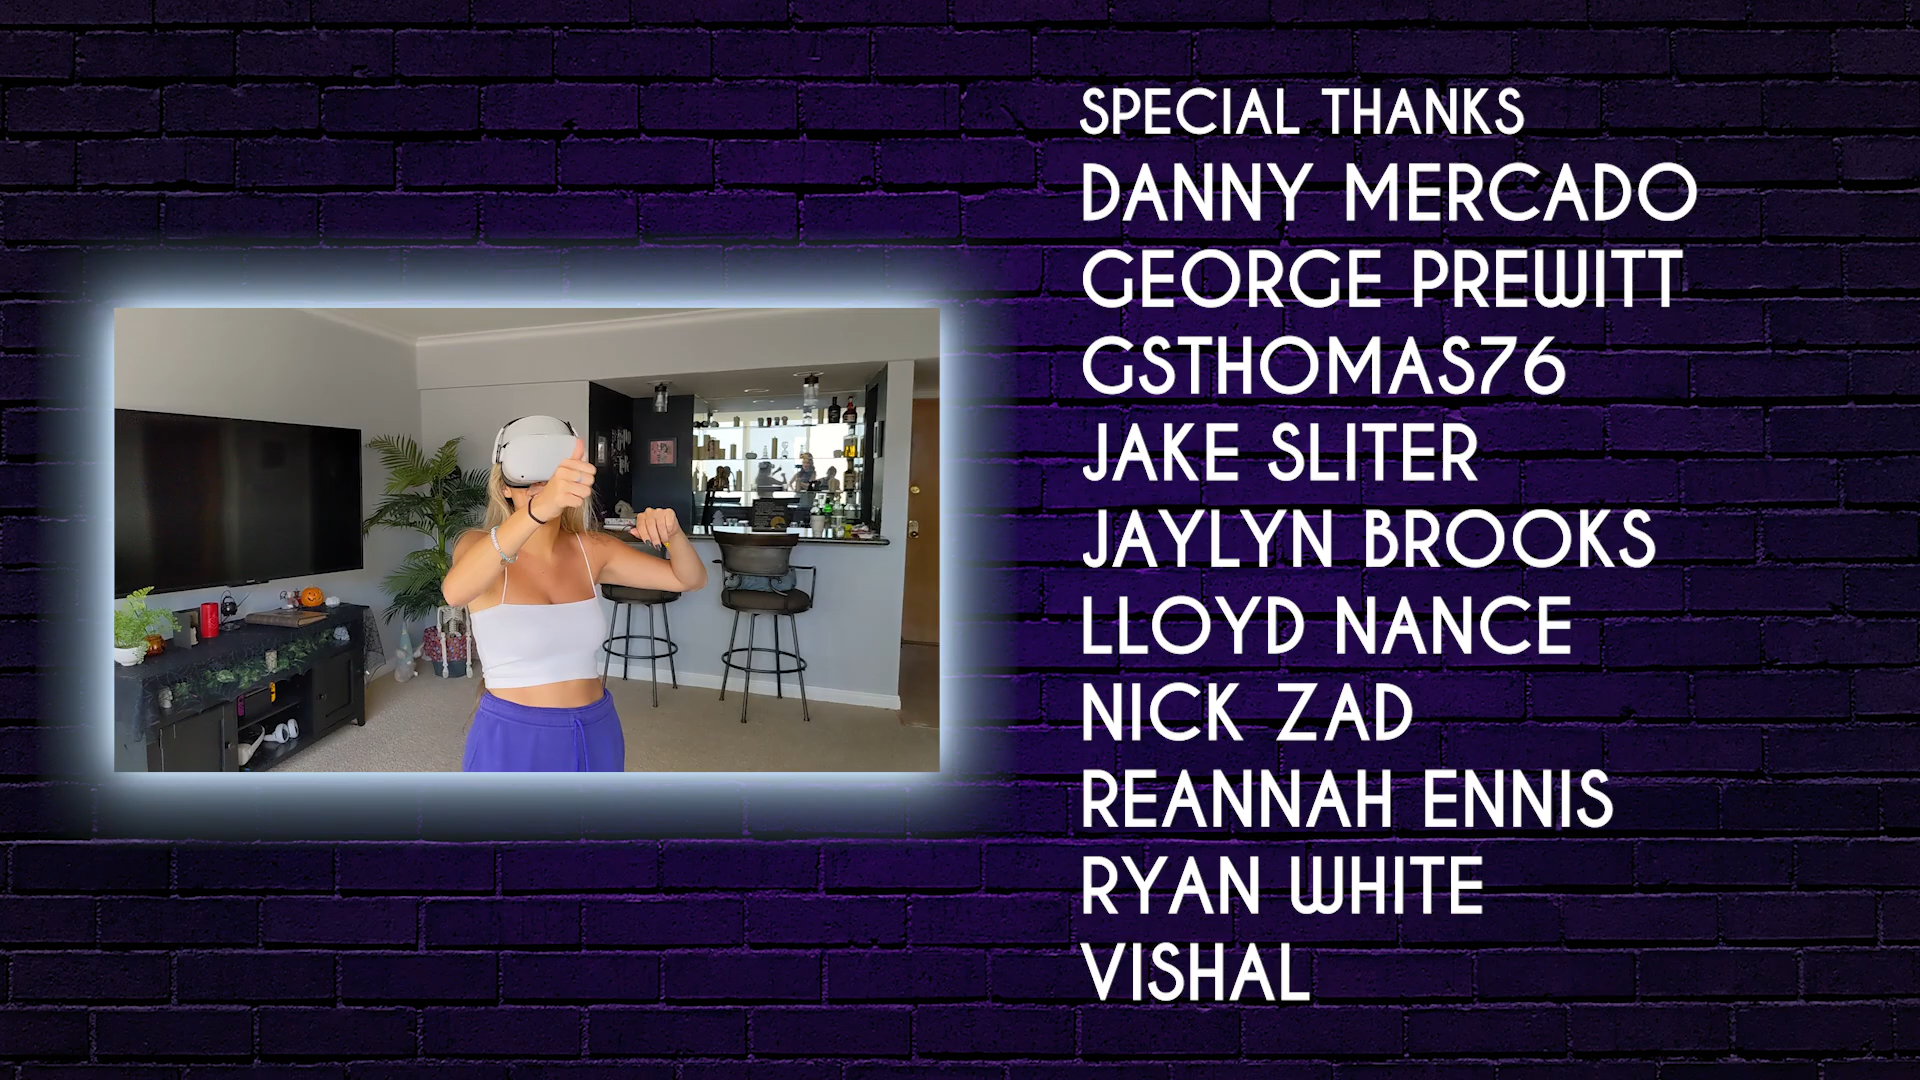 SPECIAL THANKS
DANNY MERCADO
GEORGE PREWITT
GSTHOMAS76
JAKE SLITER
JAYLYN BROOKS
LLOYD NANCE
NICK ZAD
REANNAH ENNIS
RYAN WHITE
VISHAL